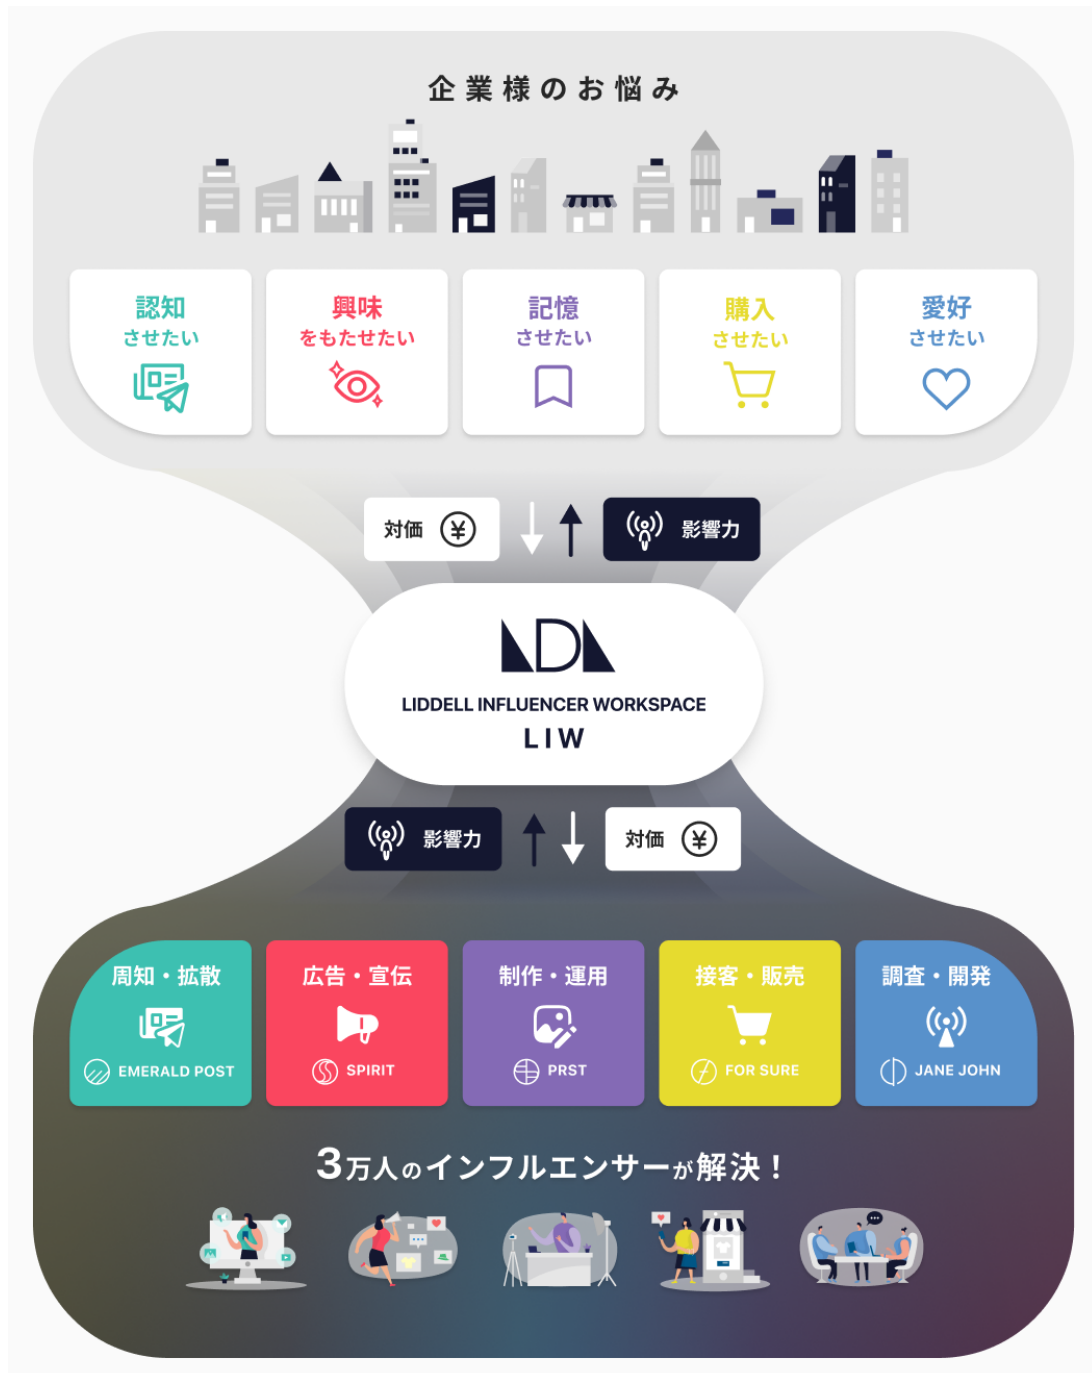 企業様のお悩み
認知
させたい
興味
をもたせたい
記憶
させたい
購入
させたい
愛好
させたい
対価 ¥
影響力
LIDDELL INFLUENCER WORKSPACE
LIW
影響力
対価 ¥
周知・拡散
EMERALD POST
広告・宣伝
SPIRIT
制作・運用
PRST
接客・販売
FOR SURE
調査・開発
JANE JOHN
3万人のインフルエンサーが解決！